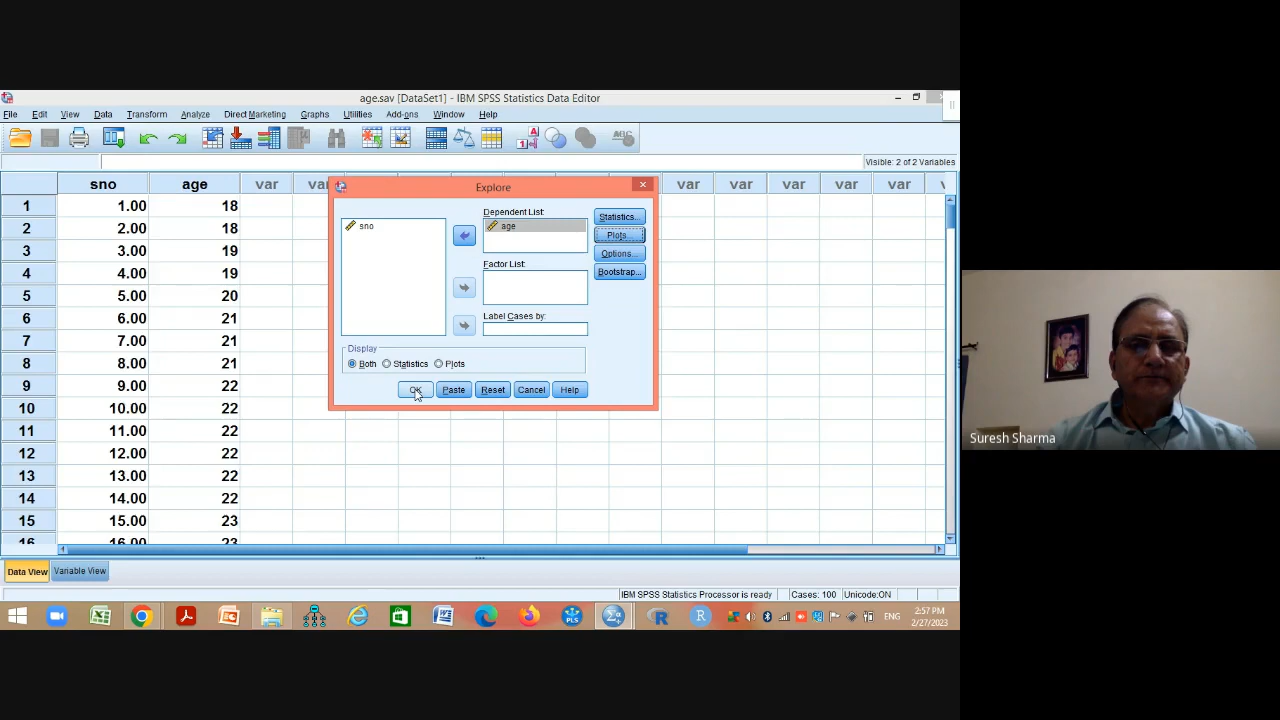 age.sav [DataSet1] - IBM SPSS Statistics Data Editor
File Edit View Data Transform Analyze Direct Marketing Graphs Utilities Add-ons Window Help
Visible: 2 of 2 Variables
sno age var var var var var var
1 1.00 18
2 2.00 18
3 3.00 19
4 4.00 19
5 5.00 20
6 6.00 21
7 7.00 21
8 8.00 21
9 9.00 22
10 10.00 22
11 11.00 22
12 12.00 22
13 13.00 22
14 14.00 22
15 15.00 23
16 16.00 23
Explore
sno
Dependent List:
age
Factor List:
Label Cases by:
Statistics...
Plots...
Options...
Bootstrap...
Display
Both Statistics Plots
OK Paste Reset Cancel Help
Data View Variable View
IBM SPSS Statistics Processor is ready Cases: 100 Unicode:ON
PLS R R ENG
2:57 PM
2/27/2023
Suresh Sharma